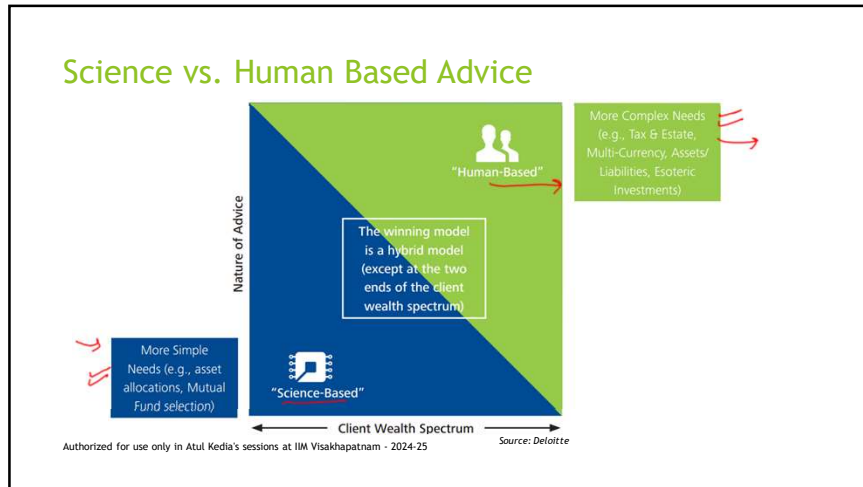 Science vs. Human Based Advice
"Human-Based"
More Complex Needs
(e.g., Tax & Estate,
Multi-Currency, Assets/
Liabilities, Esoteric
Investments)
Nature of Advice
The winning model
is a hybrid model
(except at the two
ends of the client
wealth spectrum)
More Simple
Needs (e.g., asset
allocations, Mutual
Fund selection)
"Science-Based"
Client Wealth Spectrum
Source: Deloitte
Authorized for use only in Atul Kedia's sessions at IIM Visakhapatnam - 2024-25